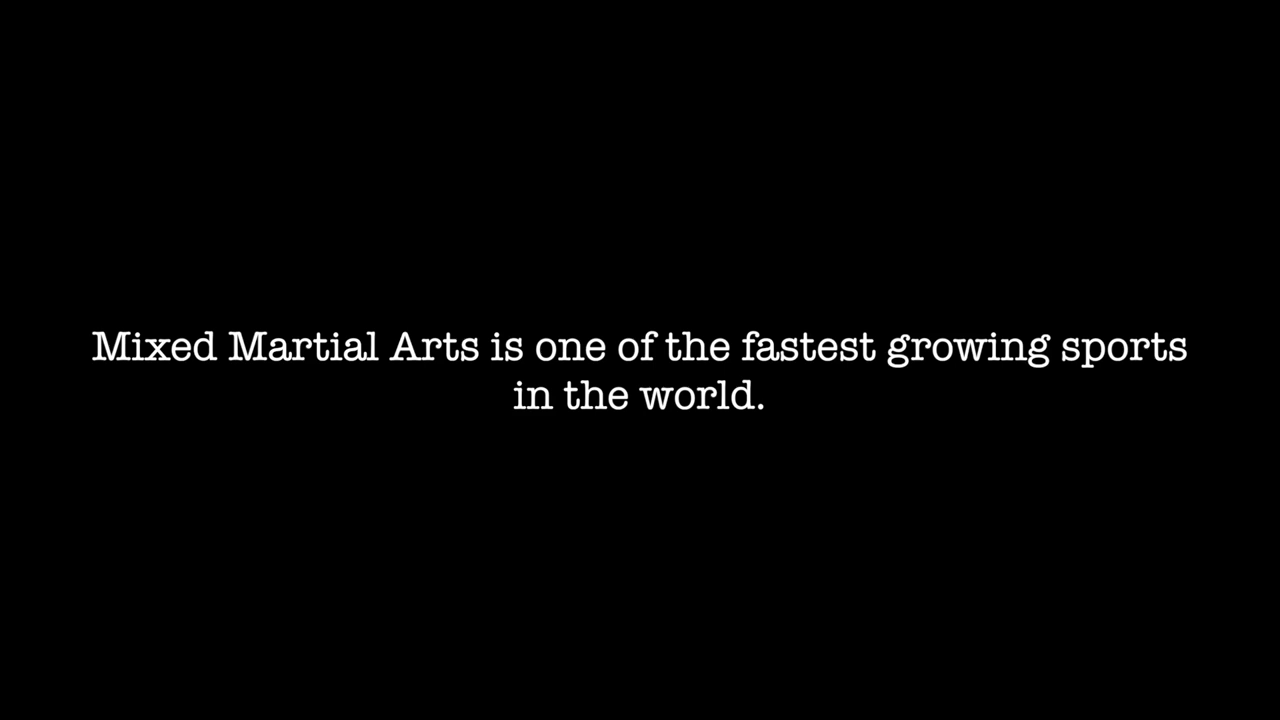 Mixed Martial Arts is one of the fastest growing sports
in the world.